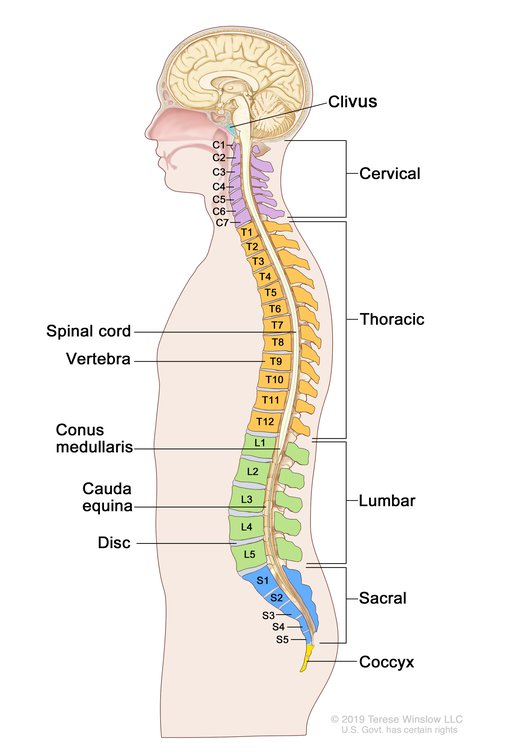 Clivus
C1
C2
C3
C4
C5
C6
C7
Cervical
T1
T2
T3
T4
T5
T6
T7
T8
T9
T10
T11
T12
Thoracic
Spinal cord
Vertebra
Conus
medullaris
L1
L2
L3
L4
L5
Lumbar
Cauda
equina
Disc
S1
S2
S3
S4
S5
Sacral
Coccyx
© 2019 Terese Winslow LLC
U.S. Govt. has certain rights